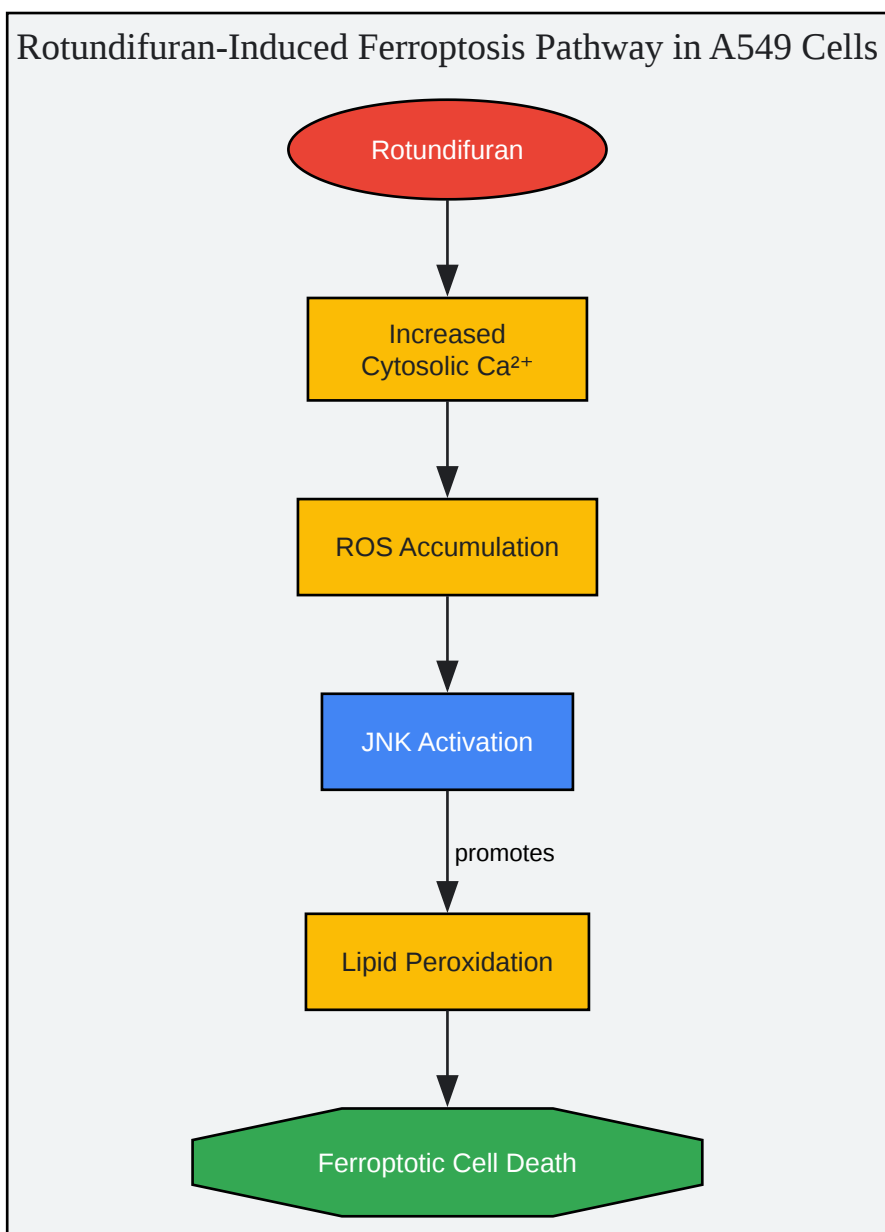 Rotundifuran-Induced Ferroptosis Pathway in A549 Cells
Rotundifuran
Increased
Cytosolic Ca²⁺
ROS Accumulation
JNK Activation
promotes
Lipid Peroxidation
Ferroptotic Cell Death